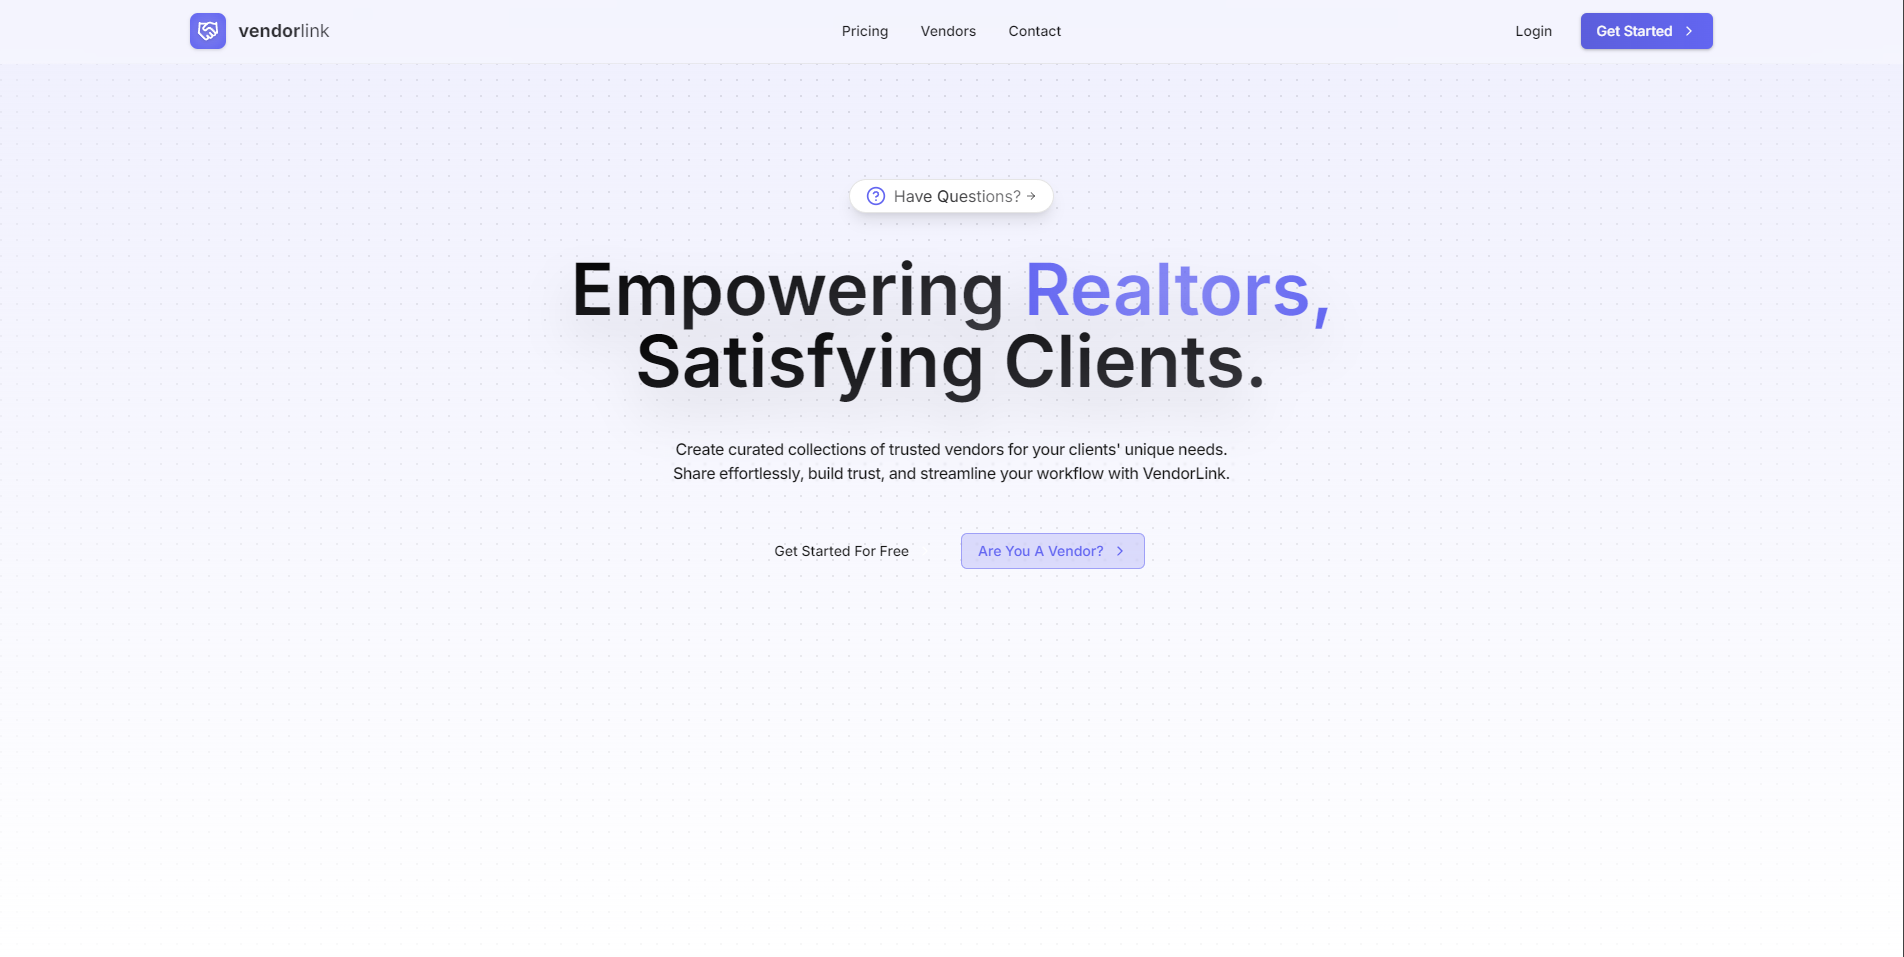 vendorlink
Pricing
Vendors
Contact
Login
Get Started
Have Questions? →
Empowering Realtors,
Satisfying Clients.
Create curated collections of trusted vendors for your clients' unique needs.
Share effortlessly, build trust, and streamline your workflow with VendorLink.
Get Started For Free
Are You A Vendor?